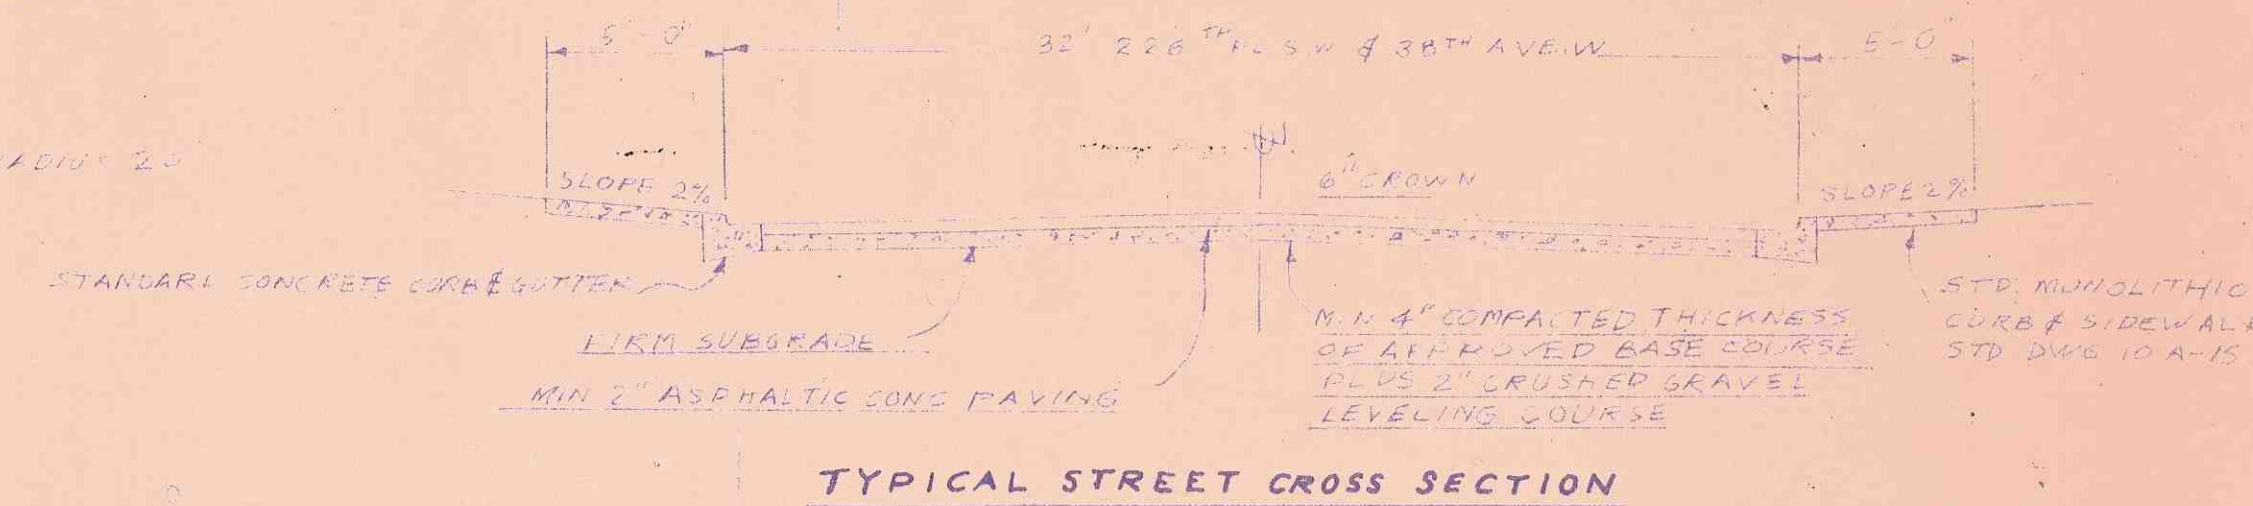 5'-0"
32' 226TH PL S W & 38TH AVE W
5'-0"
SLOPE 2%
6" CROWN
SLOPE 2%
STANDARD CONCRETE CURB & GUTTER
FIRM SUBGRADE
MIN 2" ASPHALTIC CONC PAVING
MIN 4" COMPACTED THICKNESS
OF APPROVED BASE COURSE
PLUS 2" CRUSHED GRAVEL
LEVELING COURSE
STD. MONOLITHIC
CURB & SIDEWALK
STD DWG 10 A-15
TYPICAL STREET CROSS SECTION